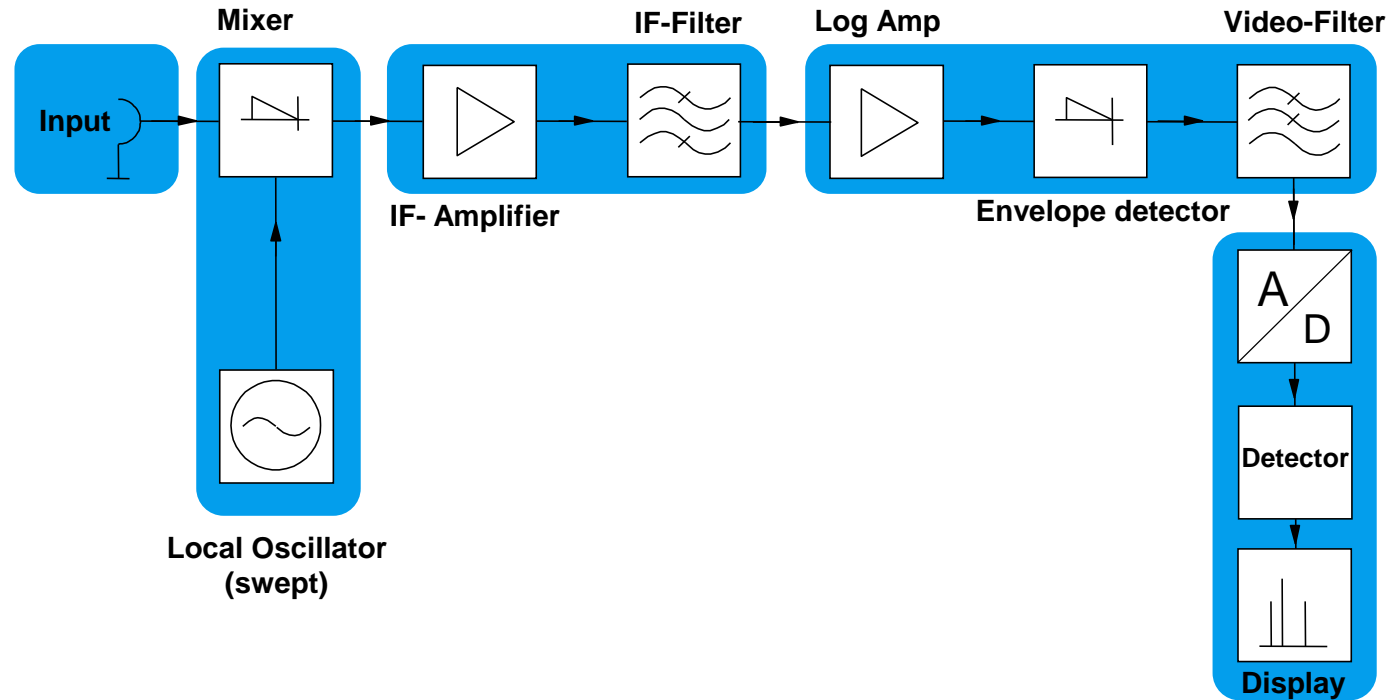 Mixer
IF-Filter
Log Amp
Video-Filter
Input
IF- Amplifier
Envelope detector
A
D
Detector
Local Oscillator
(swept)
Display